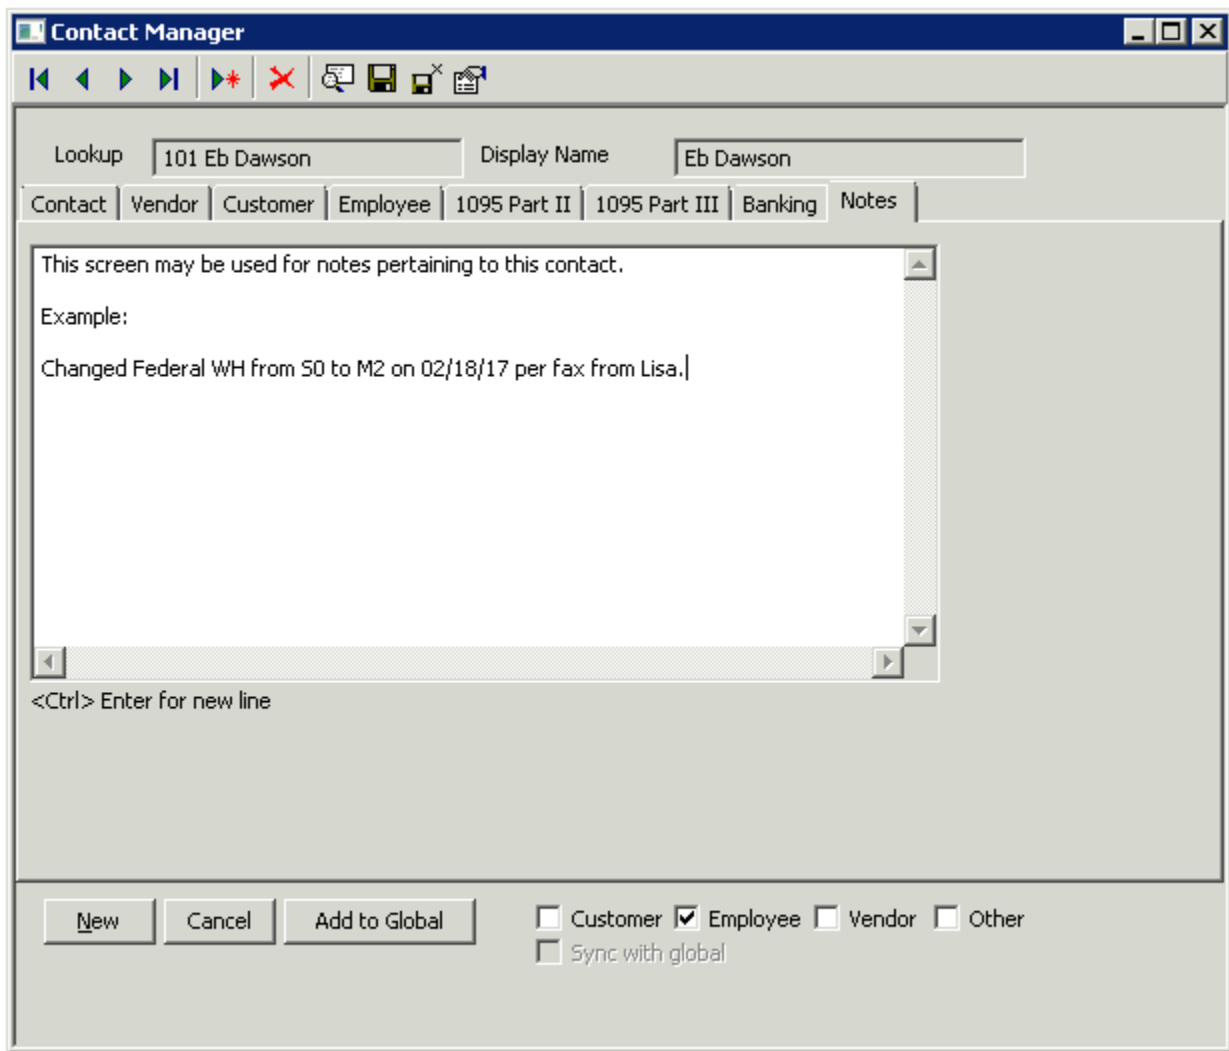 Contact Manager
Lookup 101 Eb Dawson Display Name Eb Dawson
Contact Vendor Customer Employee 1095 Part II 1095 Part III Banking Notes
This screen may be used for notes pertaining to this contact.
Example:
Changed Federal WH from S0 to M2 on 02/18/17 per fax from Lisa.
<Ctrl> Enter for new line
New Cancel Add to Global Customer Employee Vendor Other
Sync with global